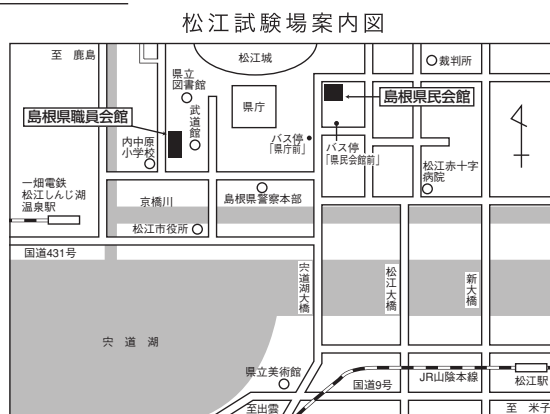 松江試験場案内図
至 鹿島
松江城
裁判所
県立
図書館
県庁
島根県民会館
島根県職員会館
武道館
バス停
「県庁前」
バス停
「県民会館前」
内中原
小学校
松江赤十字
病院
一畑電鉄
松江しんじ湖
温泉駅
京橋川
島根県警察本部
松江市役所
国道431号
宍道湖大橋
松江大橋
新大橋
宍道湖
県立美術館
国道9号
JR山陰本線
松江駅
至出雲
至 米子